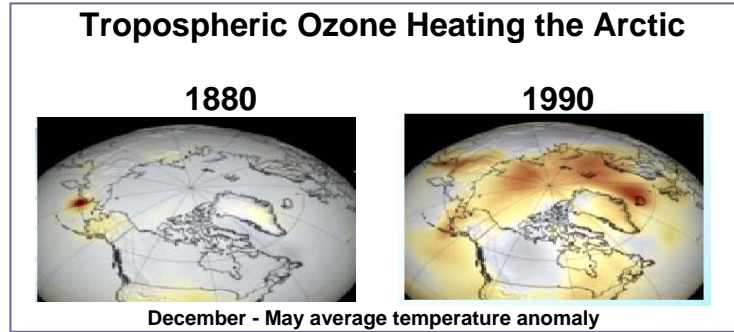 Tropospheric Ozone Heating the Arctic
1880
1990
December - May average temperature anomaly